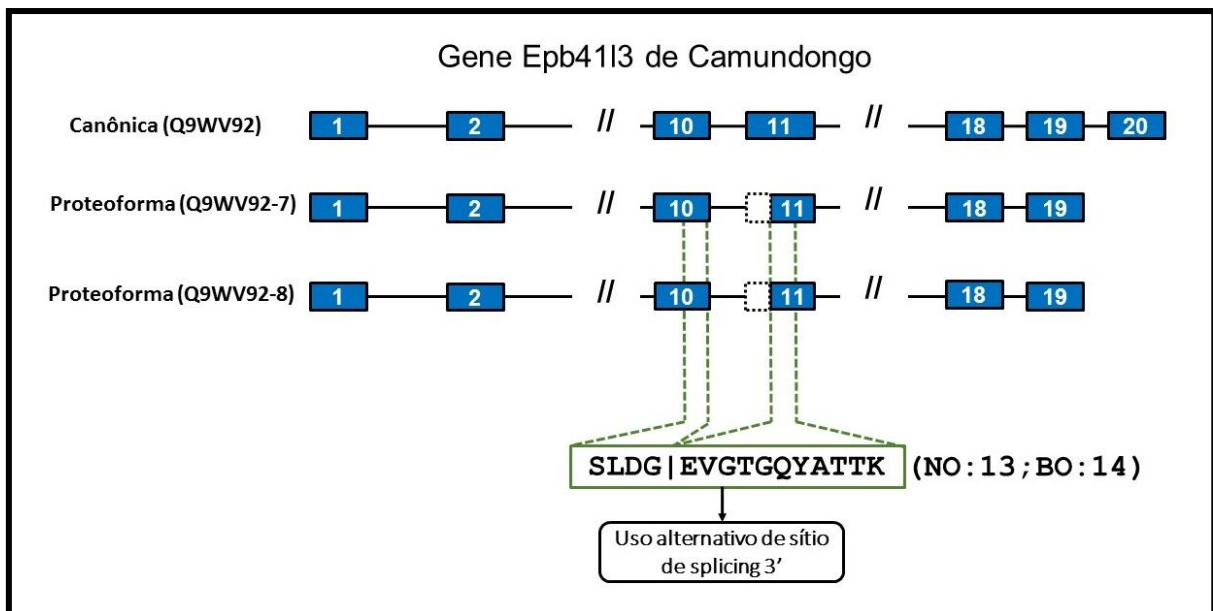 Gene Epb41l3 de Camundongo
Canônica (Q9WV92) 1 2 // 10 11 // 18 19 20
Proteoforma (Q9WV92-7) 1 2 // 10 11 // 18 19
Proteoforma (Q9WV92-8) 1 2 // 10 11 // 18 19
SLDG|EVGTGQYATTK (NO:13;BO:14)
Uso alternativo de sítio
de splicing 3’